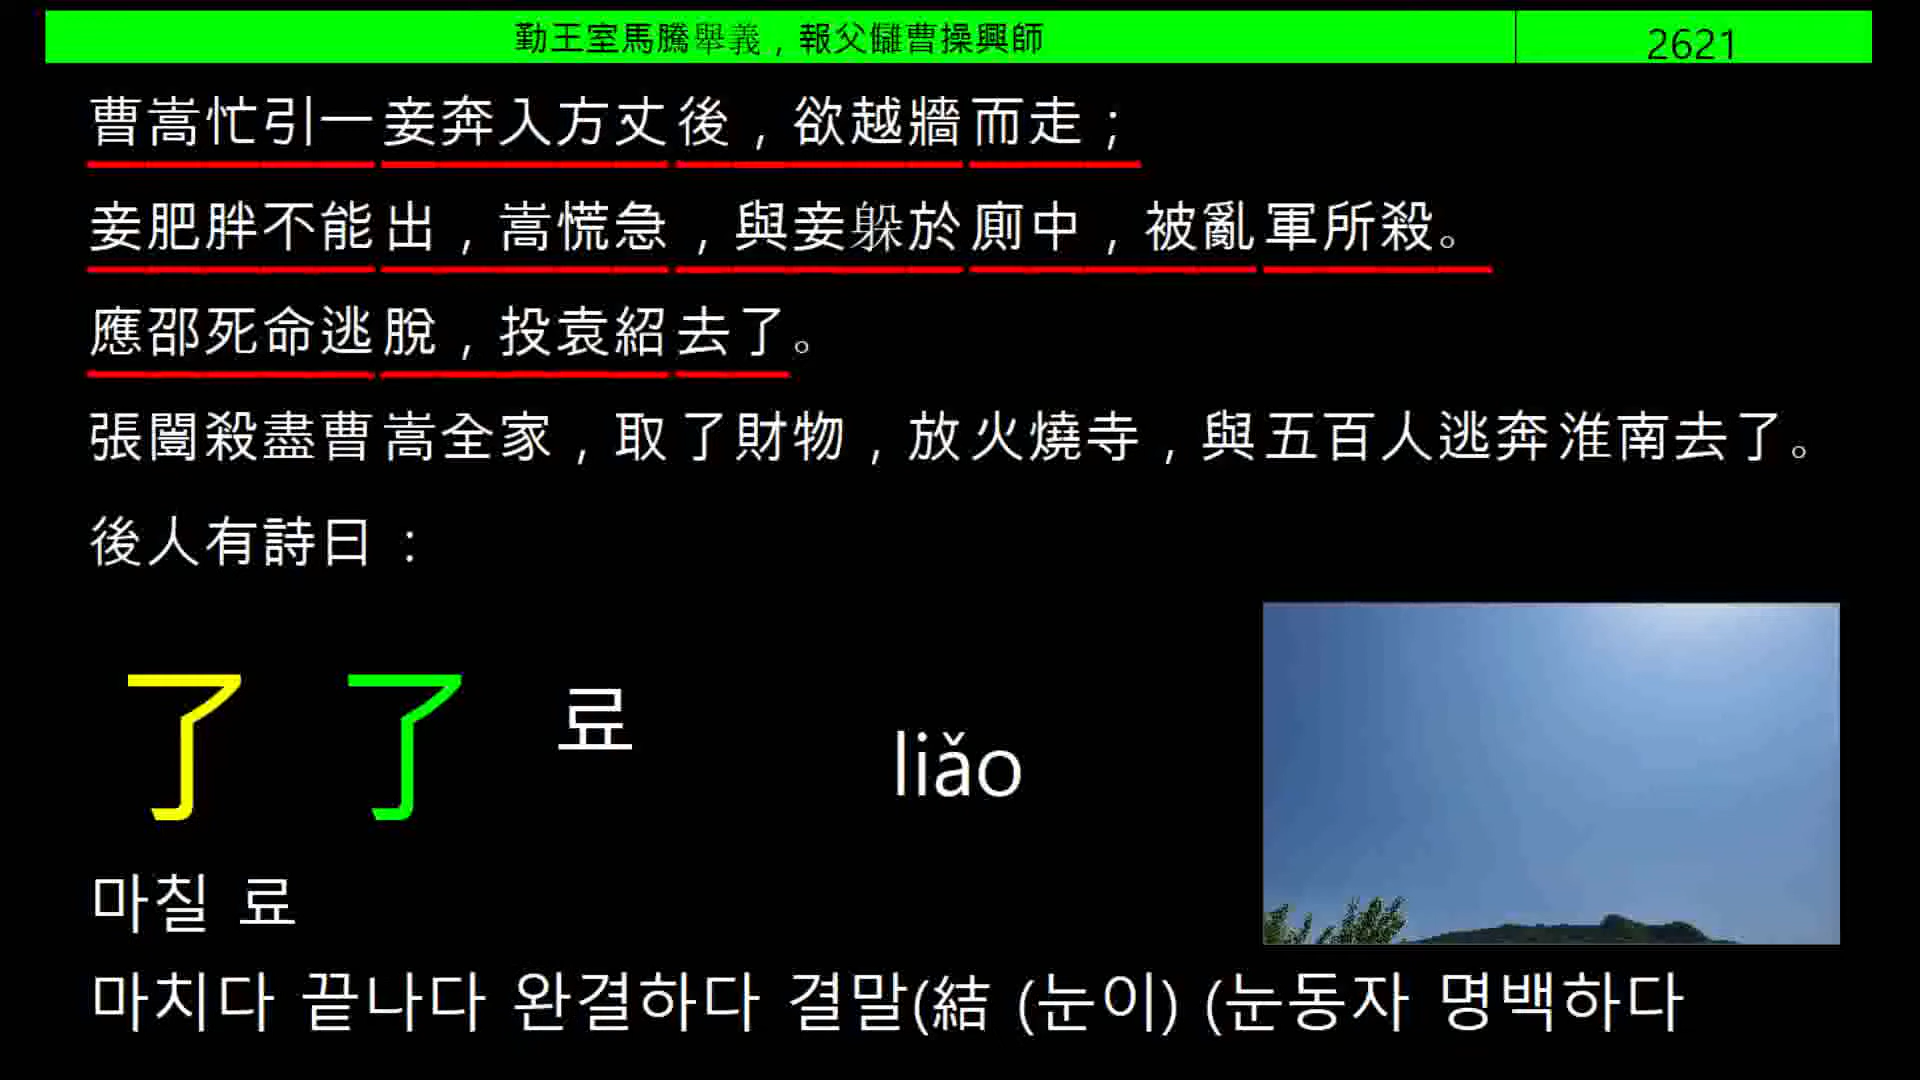 勤王室馬騰舉義，報父讎曹操興師
2621
曹嵩忙引一妾奔入方丈後，欲越牆而走；
妾肥胖不能出，嵩慌急，與妾躲於廁中，被亂軍所殺。
應邵死命逃脫，投袁紹去了。
張闓殺盡曹嵩全家，取了財物，放火燒寺，與五百人逃奔淮南去了。
後人有詩曰：
了 了 료 liǎo
마칠 료
마치다 끝나다 완결하다 결말(結 (눈이) (눈동자 명백하다